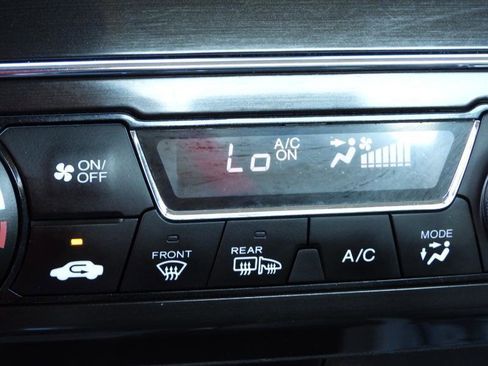 ON/
OFF
Lo
A/C
ON
FRONT
REAR
A/C
MODE